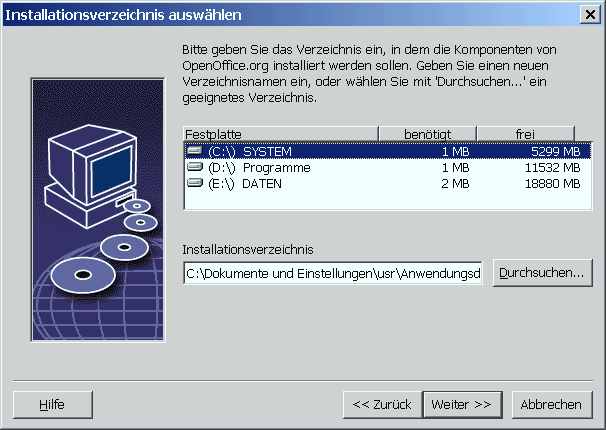 Installationsverzeichnis auswählen
Bitte geben Sie das Verzeichnis ein, in dem die Komponenten von
OpenOffice.org installiert werden sollen. Geben Sie einen neuen
Verzeichnisnamen ein, oder wählen Sie mit 'Durchsuchen...' ein
geeignetes Verzeichnis.
Festplatte benötigt frei
(C:\) SYSTEM 1 MB 5299 MB
(D:\) Programme 1 MB 11532 MB
(E:\) DATEN 2 MB 18880 MB
Installationsverzeichnis
C:\Dokumente und Einstellungen\usr\Anwendungsd
Durchsuchen...
Hilfe << Zurück Weiter >> Abbrechen